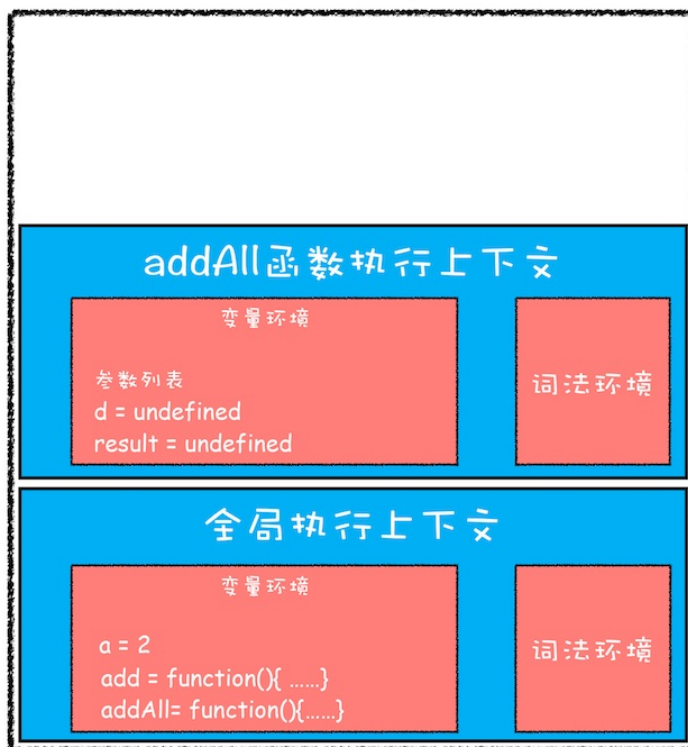 addAll函数执行上下文
变量环境
参数列表
d = undefined
result = undefined
词法环境
全局执行上下文
变量环境
a = 2
add = function(){ ……}
addAll= function(){……}
词法环境